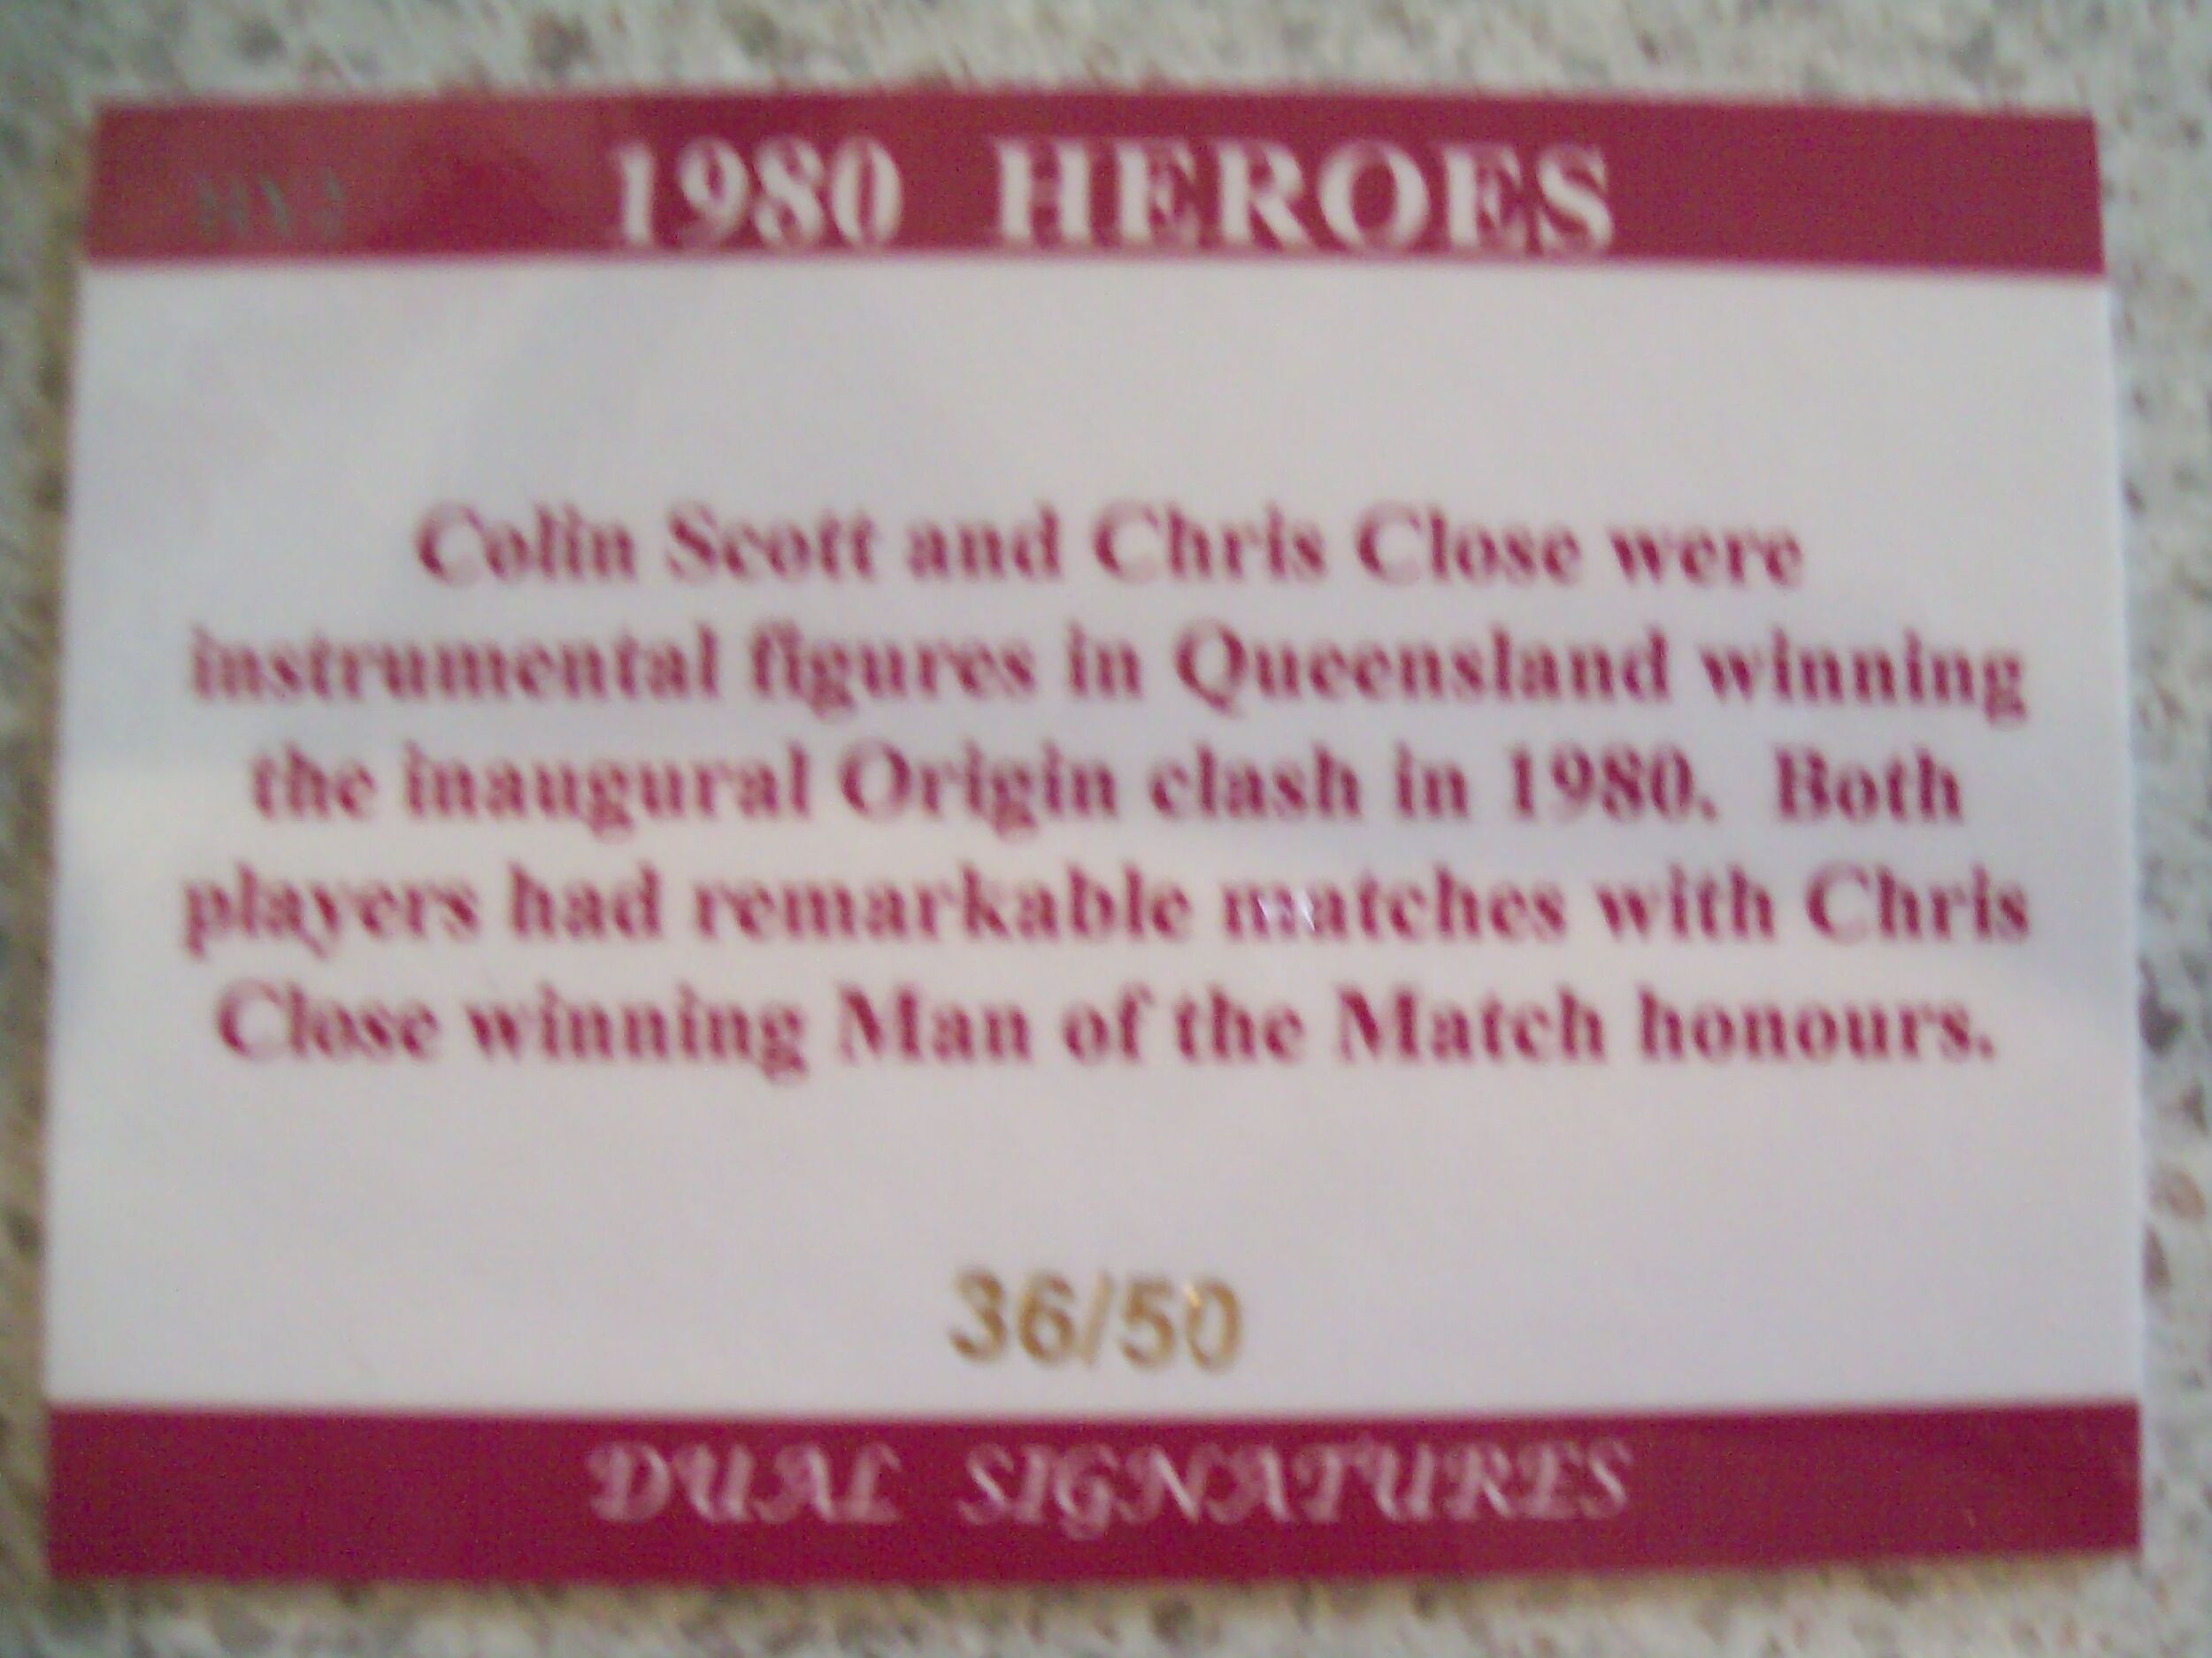 1980 HEROES
Colin Scott and Chris Close were
instrumental figures in Queensland winning
the inaugural Origin clash in 1980. Both
players had remarkable matches with Chris
Close winning Man of the Match honours.
36/50
DUAL SIGNATURES